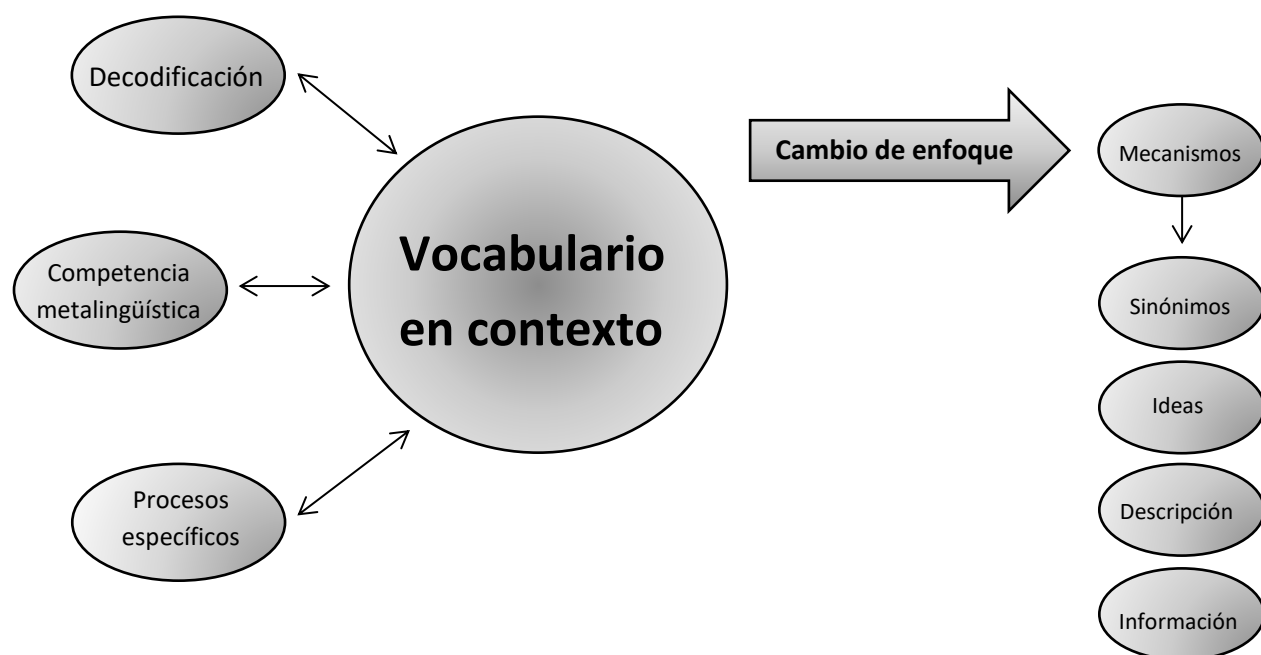 Decodificación
Competencia
metalingüística
Procesos
específicos
Vocabulario
en contexto
Cambio de enfoque
Mecanismos
Sinónimos
Ideas
Descripción
Información